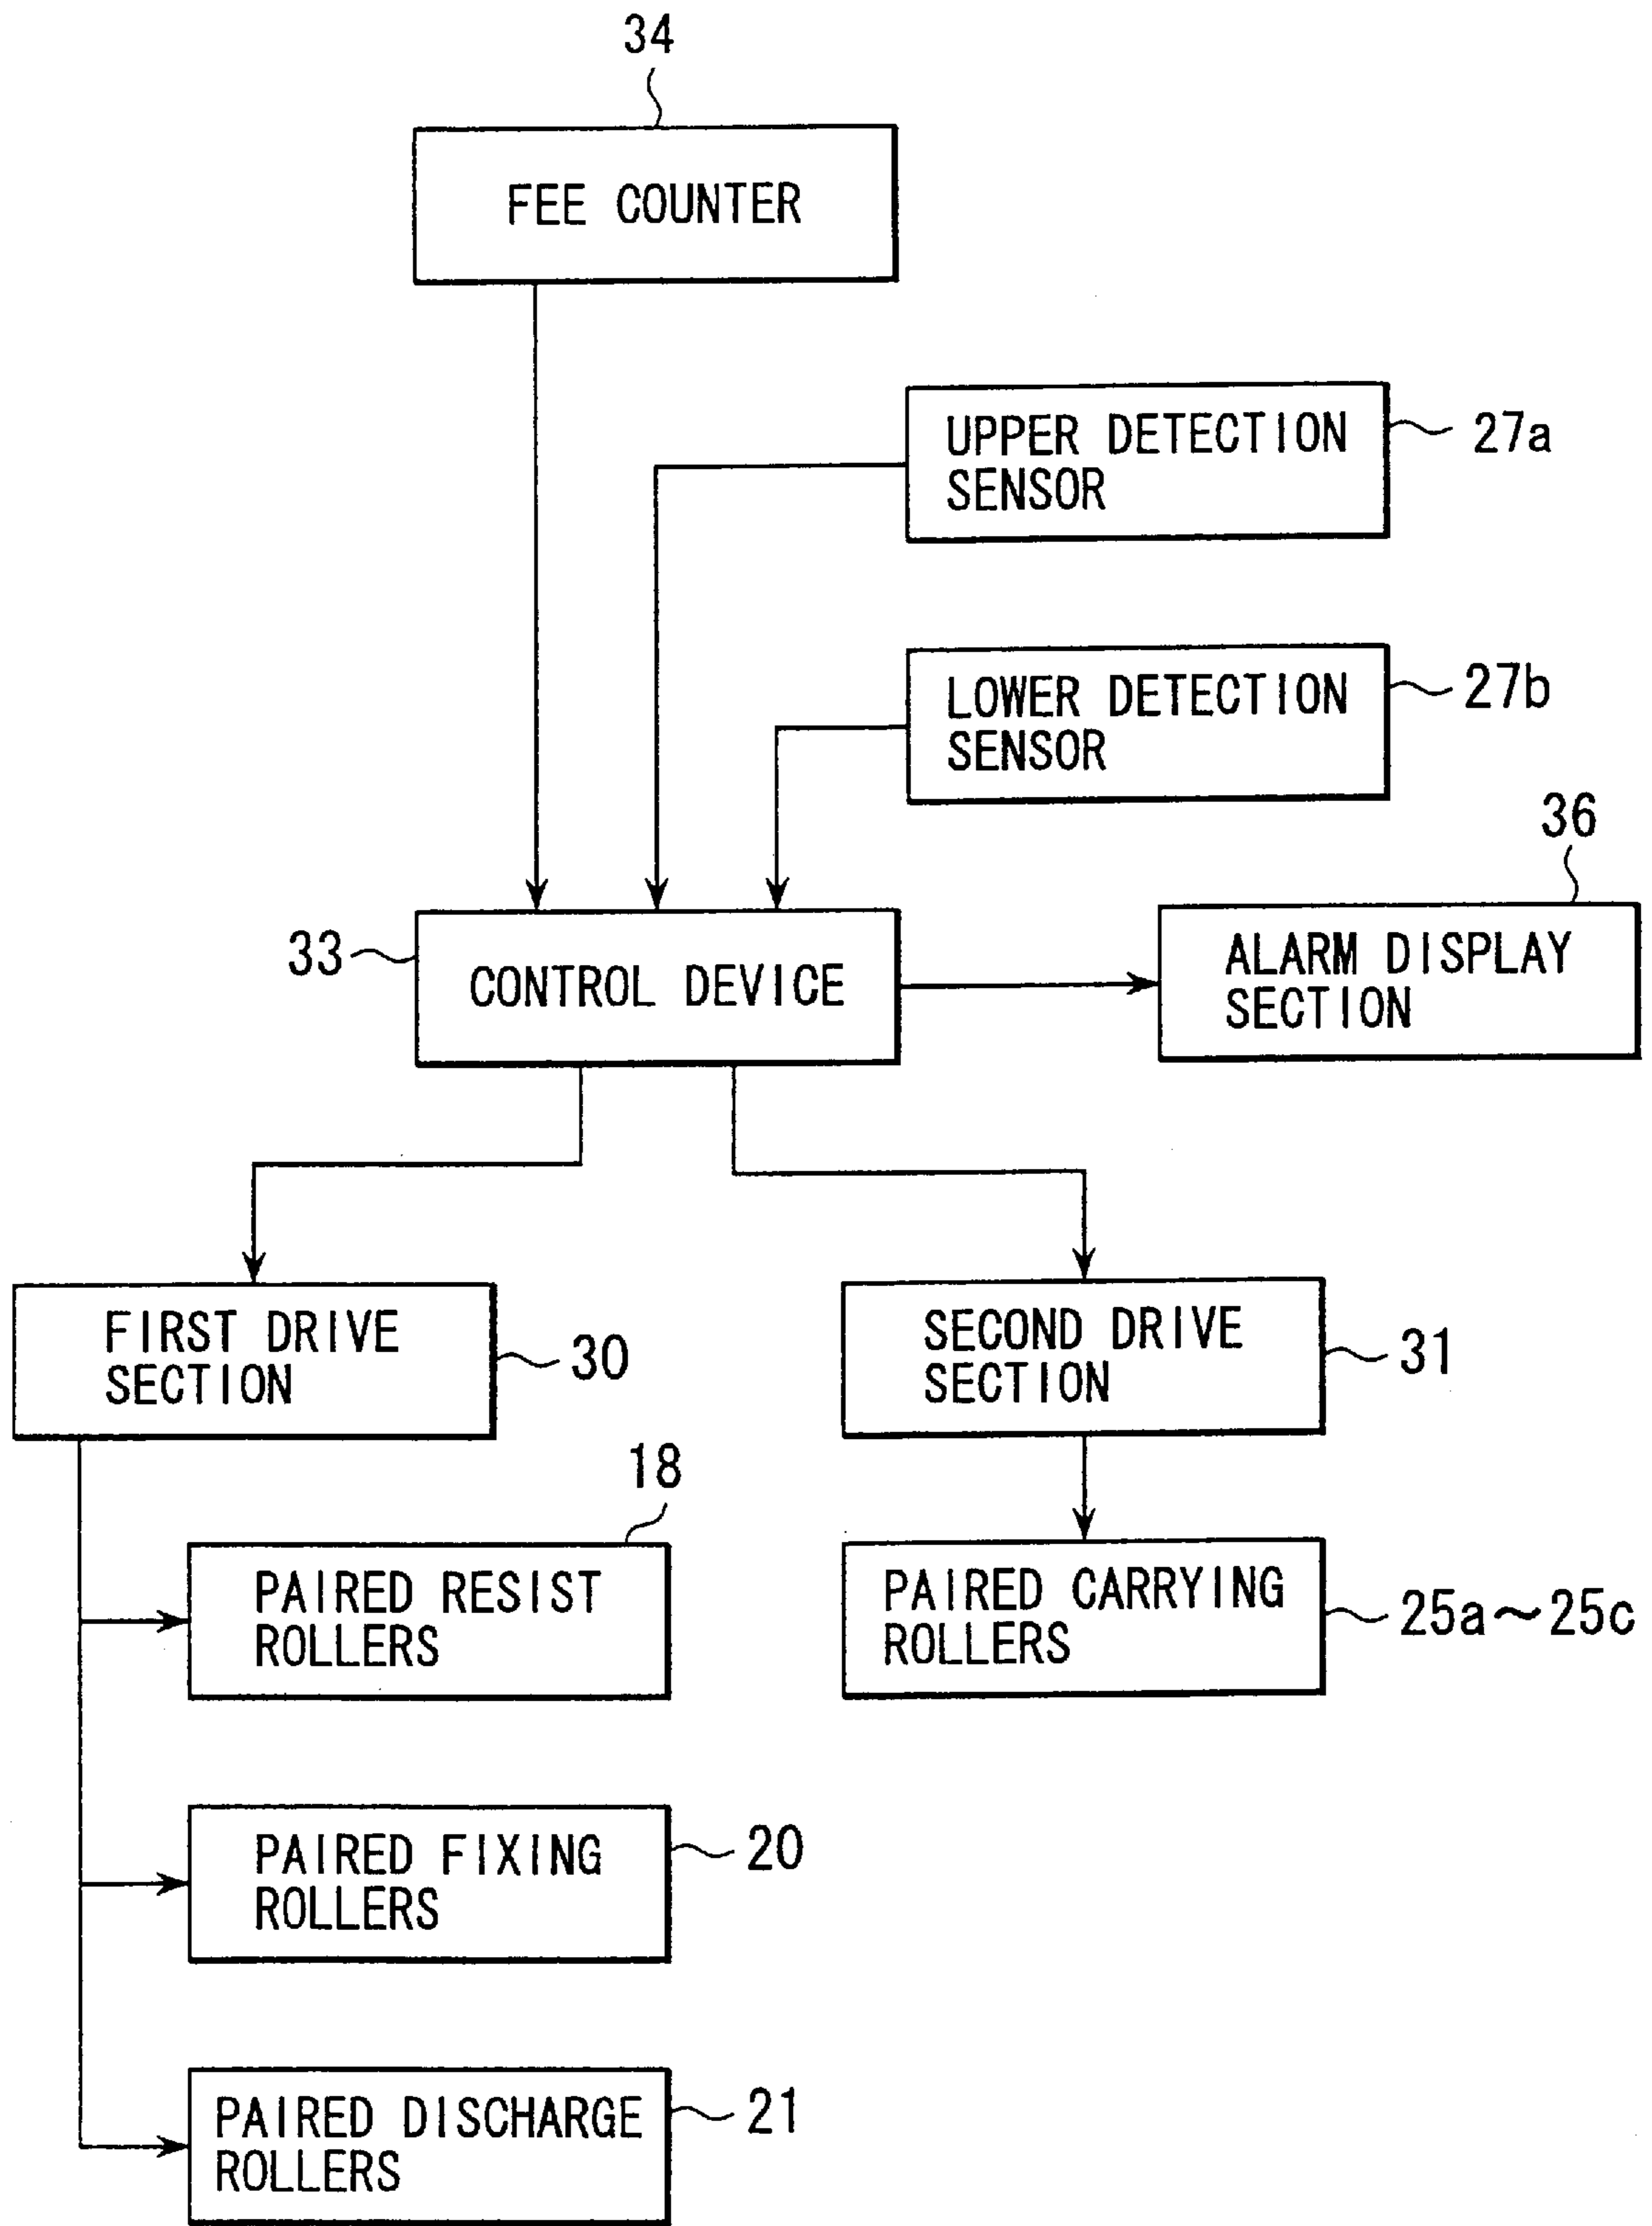 34
FEE COUNTER
UPPER DETECTION
SENSOR
27a
LOWER DETECTION
SENSOR
27b
36
33
CONTROL DEVICE
ALARM DISPLAY
SECTION
FIRST DRIVE
SECTION
30
SECOND DRIVE
SECTION
31
18
PAIRED RESIST
ROLLERS
PAIRED CARRYING
ROLLERS
25a～25c
PAIRED FIXING
ROLLERS
20
PAIRED DISCHARGE
ROLLERS
21